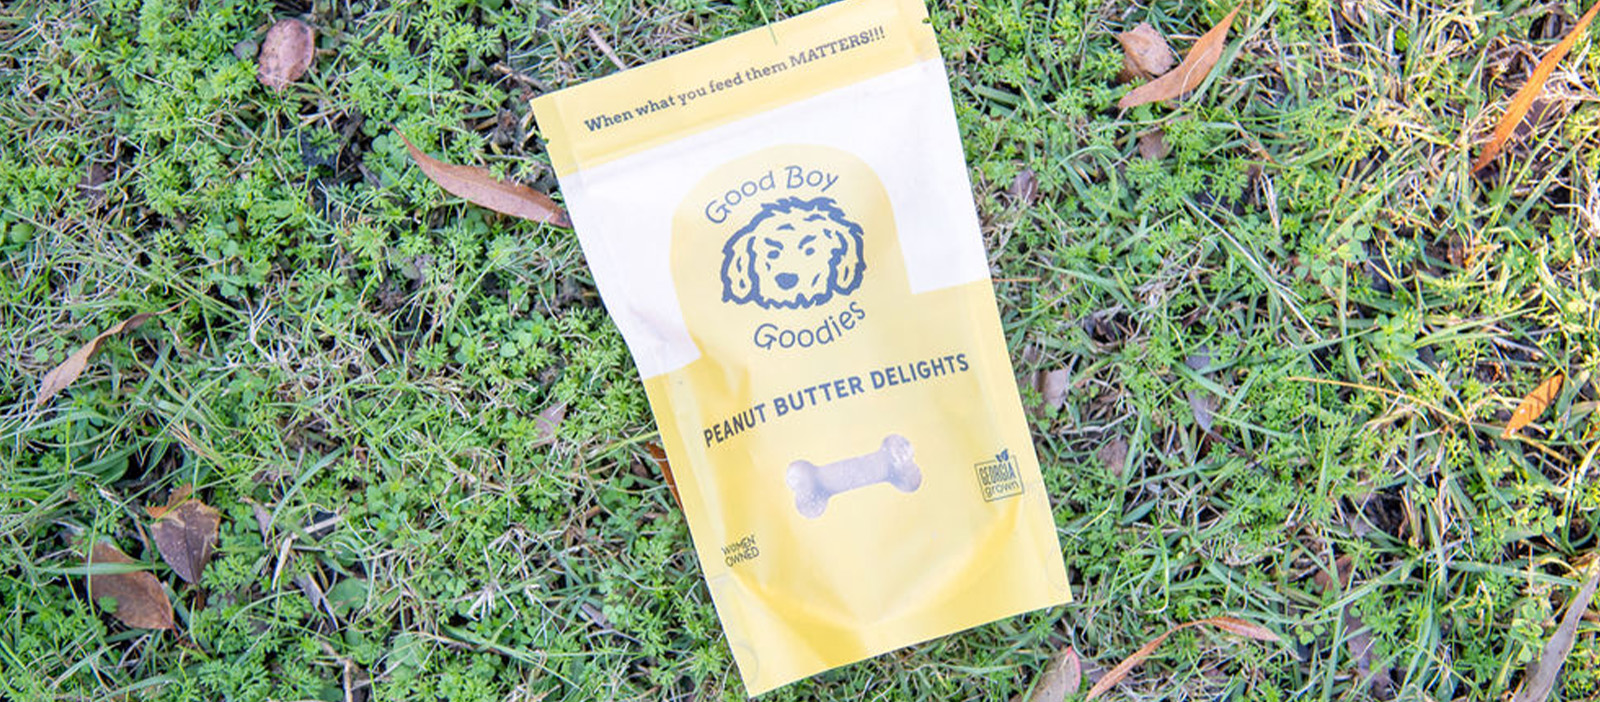 When what you feed them MATTERS!!!
Good Boy
Goodies
PEANUT BUTTER DELIGHTS
GEORGIA
grown
WOMEN
OWNED